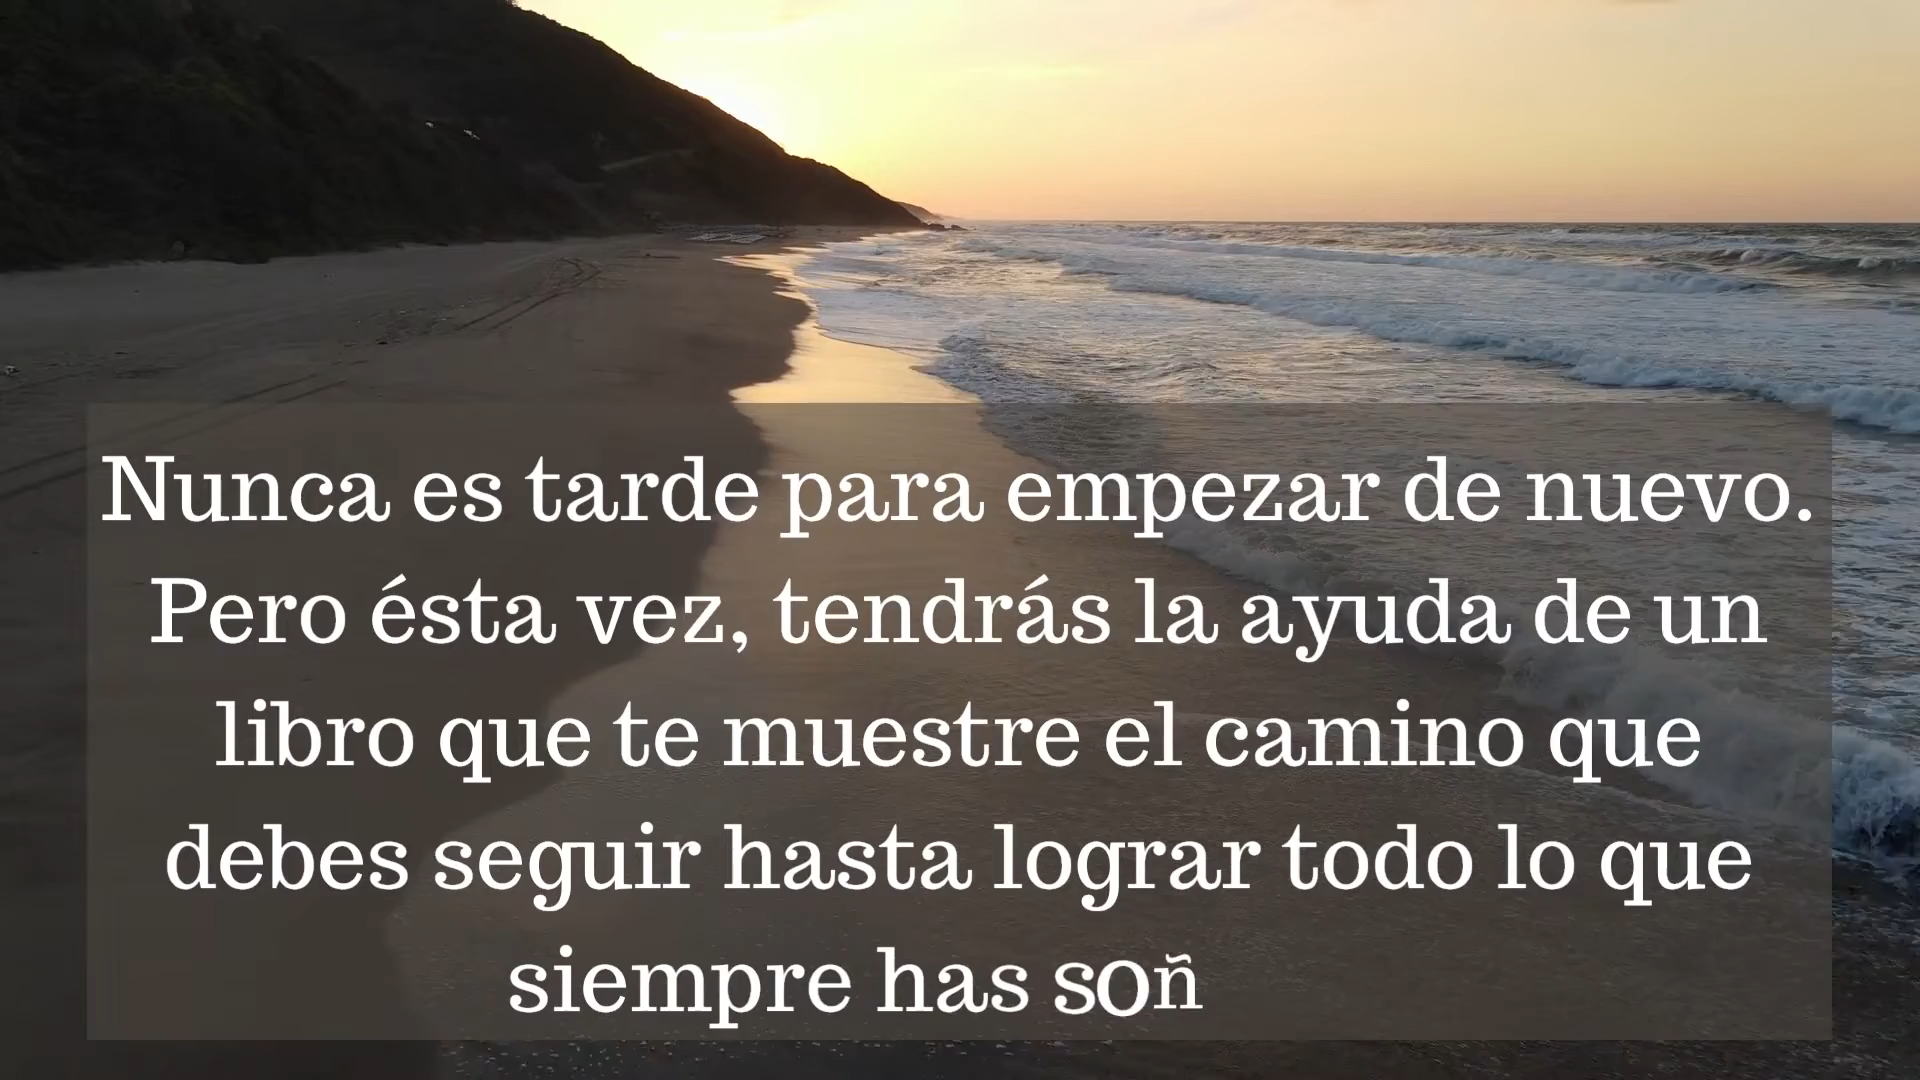 Nunca es tarde para empezar de nuevo.
Pero ésta vez, tendrás la ayuda de un
libro que te muestre el camino que
debes seguir hasta lograr todo lo que
siempre has soñ